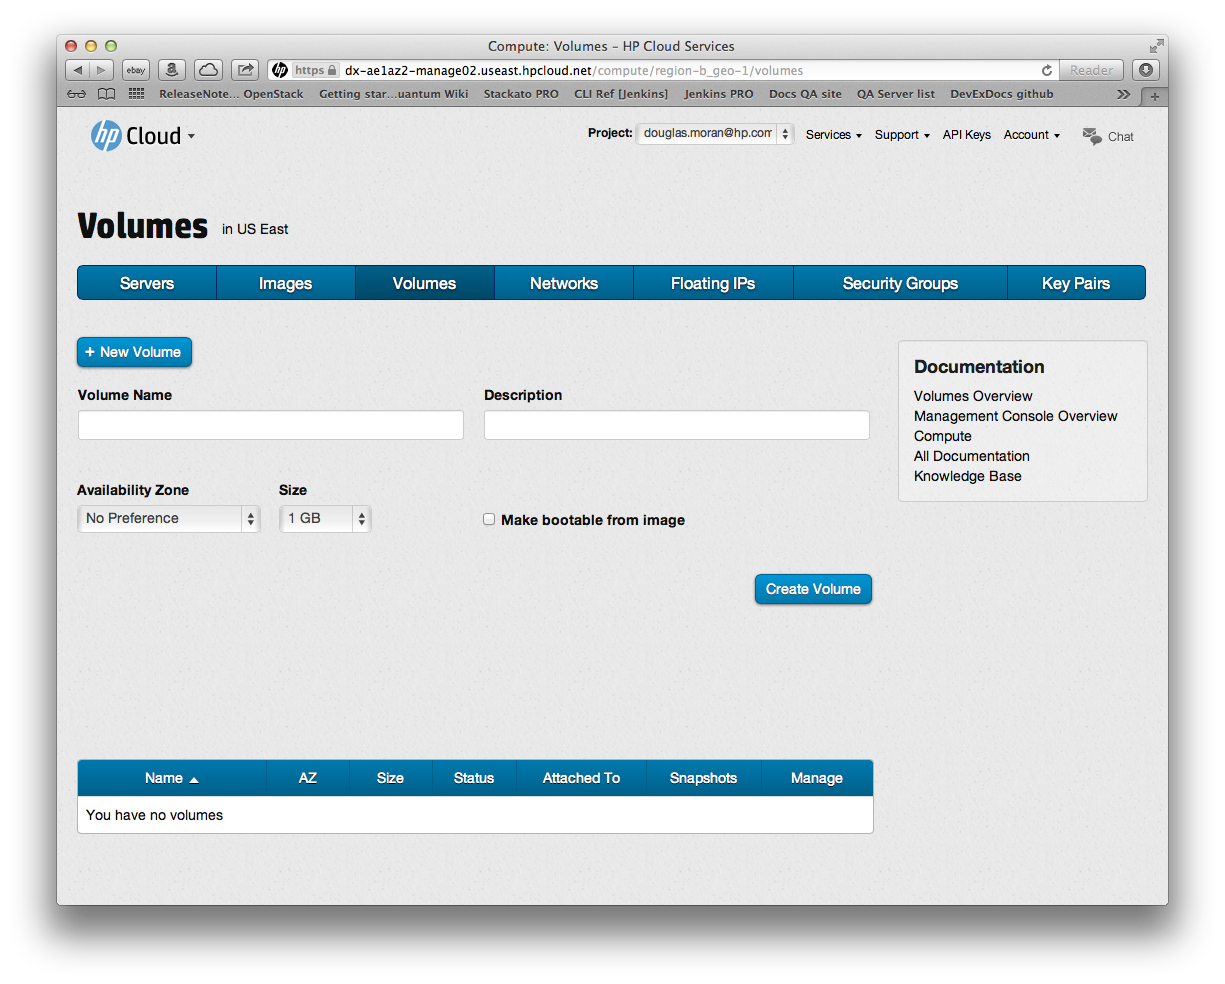 Compute: Volumes – HP Cloud Services
ebay a hp https dx-ae1az2-manage02.useast.hpcloud.net/compute/region-b_geo-1/volumes Reader
ReleaseNote... OpenStack Getting star...uantum Wiki Stackato PRO CLI Ref [Jenkins] Jenkins PRO Docs QA site QA Server list DevExDocs github
hp Cloud Project: douglas.moran@hp.com Services Support API Keys Account Chat
Volumes in US East
Servers Images Volumes Networks Floating IPs Security Groups Key Pairs
+ New Volume
Volume Name Description
Availability Zone Size
No Preference 1 GB Make bootable from image
Create Volume
Documentation
Volumes Overview
Management Console Overview
Compute
All Documentation
Knowledge Base
Name AZ Size Status Attached To Snapshots Manage
You have no volumes